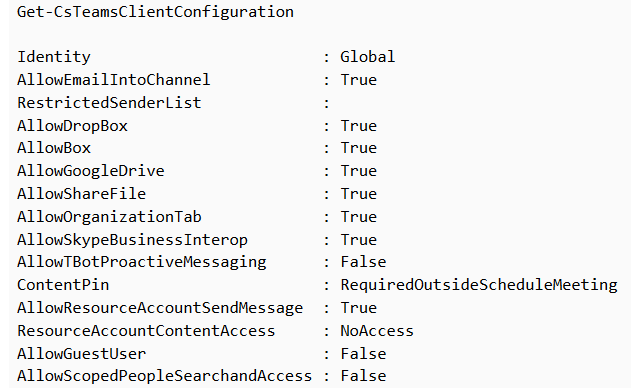 Get-CsTeamsClientConfiguration
Identity : Global
AllowEmailIntoChannel : True
RestrictedSenderList :
AllowDropBox : True
AllowBox : True
AllowGoogleDrive : True
AllowShareFile : True
AllowOrganizationTab : True
AllowSkypeBusinessInterop : True
AllowTBotProactiveMessaging : False
ContentPin : RequiredOutsideScheduleMeeting
AllowResourceAccountSendMessage : True
ResourceAccountContentAccess : NoAccess
AllowGuestUser : False
AllowScopedPeopleSearchandAccess : False